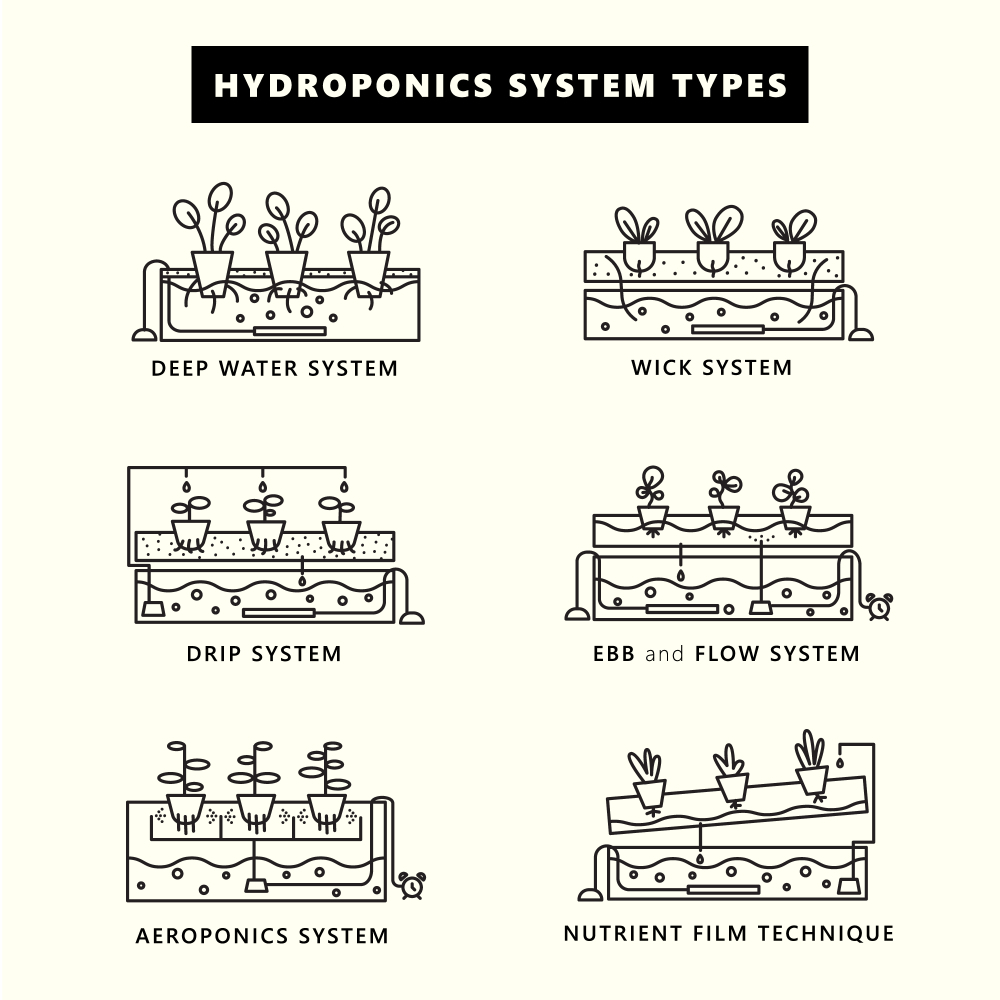 HYDROPONICS SYSTEM TYPES
DEEP WATER SYSTEM
WICK SYSTEM
DRIP SYSTEM
EBB and FLOW SYSTEM
AEROPONICS SYSTEM
NUTRIENT FILM TECHNIQUE